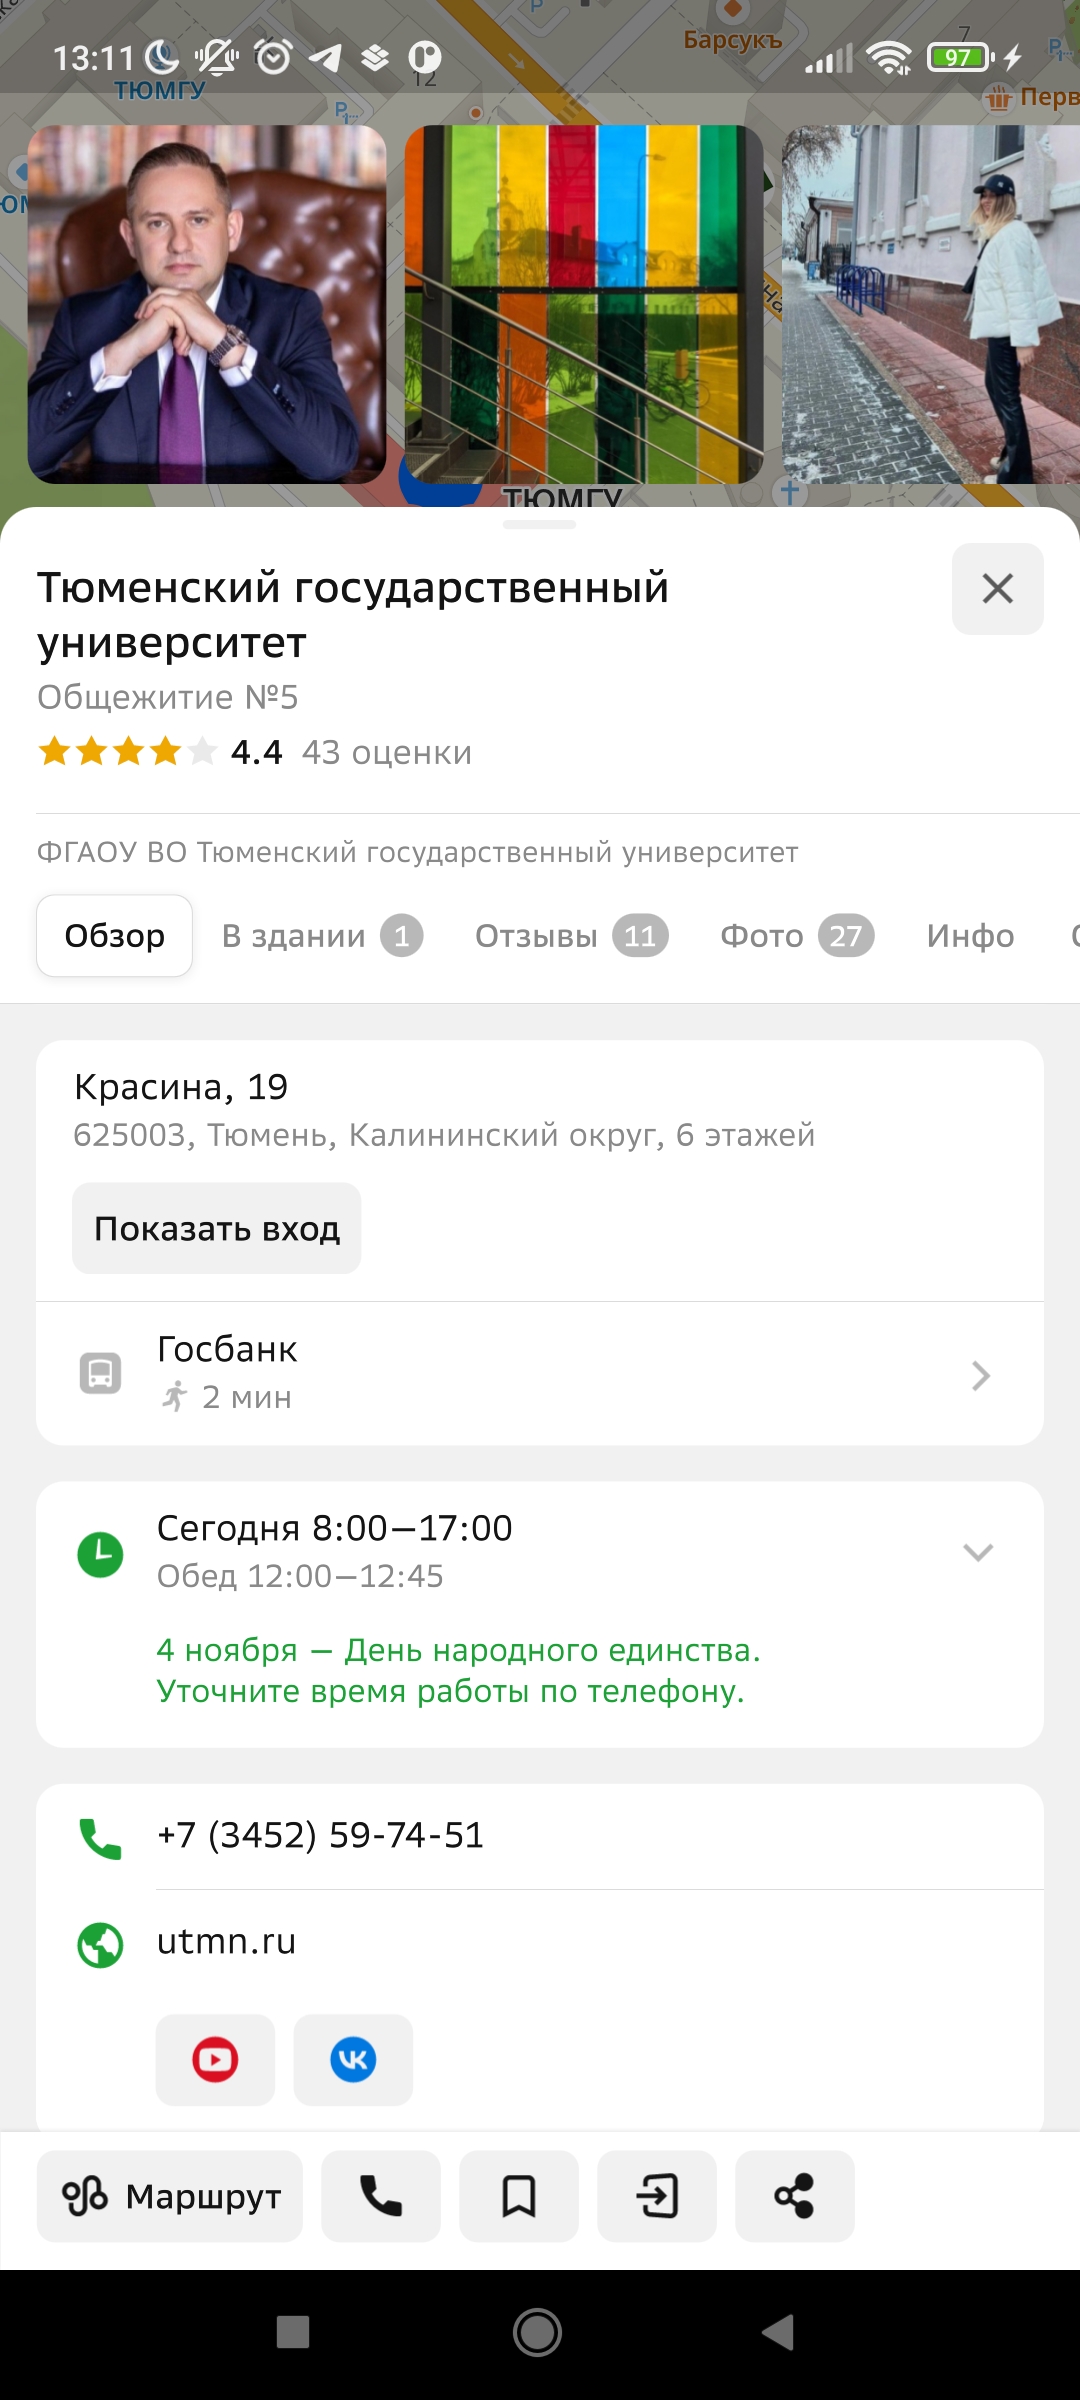 13:11
97
Барсукъ
7
ТЮМГУ
12
Перв
ТЮМГУ
Тюменский государственный
университет
Общежитие №5
4.4 43 оценки
ФГАОУ ВО Тюменский государственный университет
Обзор В здании 1 Отзывы 11 Фото 27 Инфо
Красина, 19
625003, Тюмень, Калининский округ, 6 этажей
Показать вход
Госбанк
2 мин
Сегодня 8:00—17:00
Обед 12:00—12:45
4 ноября — День народного единства.
Уточните время работы по телефону.
+7 (3452) 59-74-51
utmn.ru
Маршрут